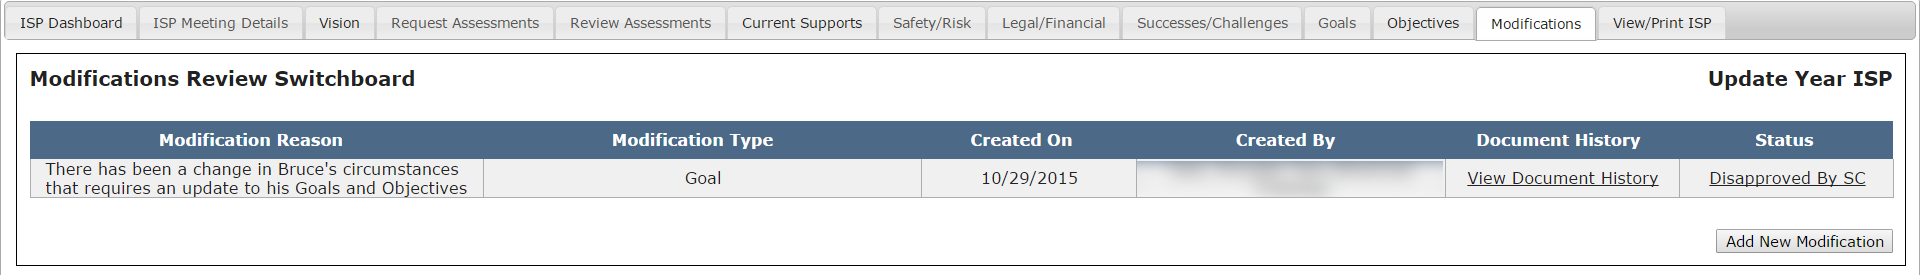 ISP Dashboard ISP Meeting Details Vision Request Assessments Review Assessments Current Supports Safety/Risk Legal/Financial Successes/Challenges Goals Objectives Modifications View/Print ISP
Modifications Review Switchboard Update Year ISP
Modification Reason Modification Type Created On Created By Document History Status
There has been a change in Bruce's circumstances
that requires an update to his Goals and Objectives Goal 10/29/2015 View Document History Disapproved By SC
Add New Modification